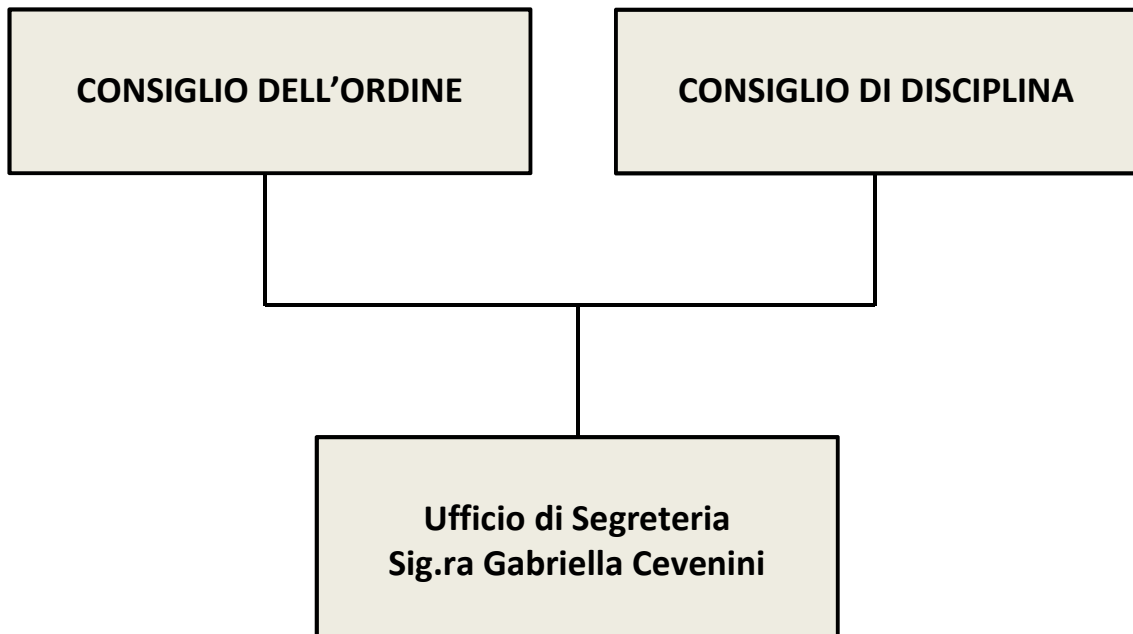 CONSIGLIO DELL’ORDINE
CONSIGLIO DI DISCIPLINA
Ufficio di Segreteria
Sig.ra Gabriella Cevenini